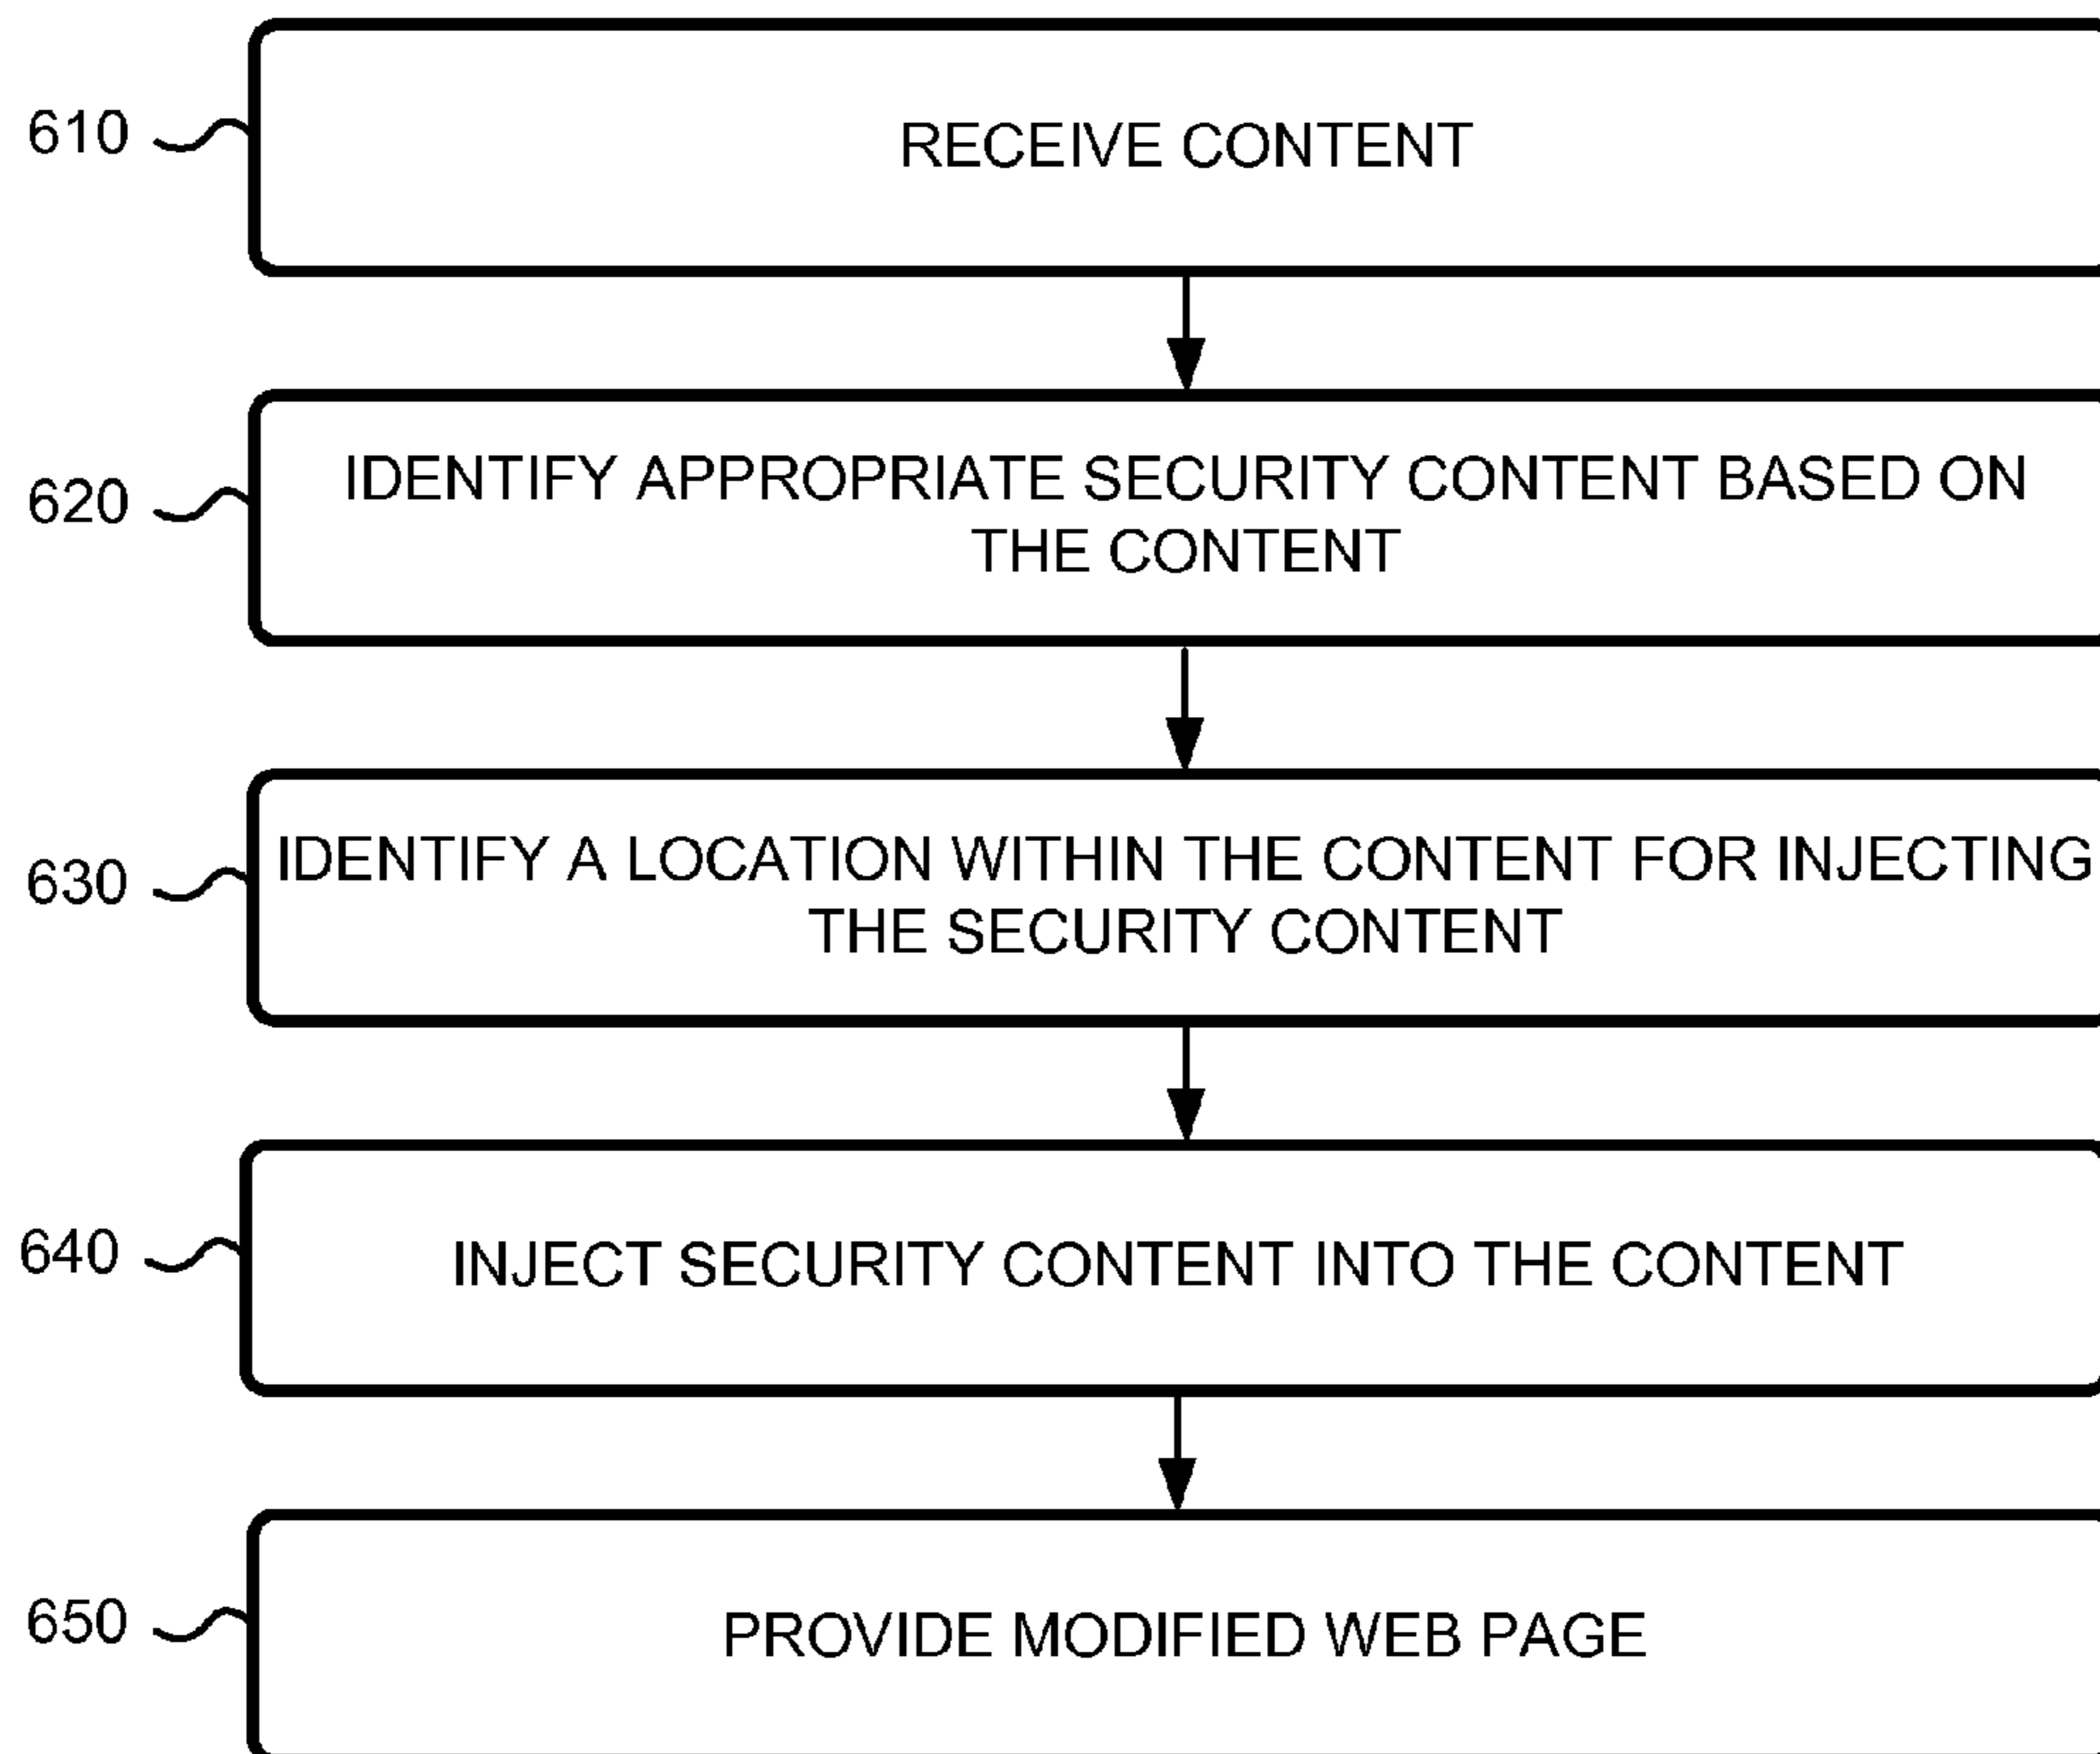 610
RECEIVE CONTENT
620
IDENTIFY APPROPRIATE SECURITY CONTENT BASED ON
THE CONTENT
630
IDENTIFY A LOCATION WITHIN THE CONTENT FOR INJECTING
THE SECURITY CONTENT
640
INJECT SECURITY CONTENT INTO THE CONTENT
650
PROVIDE MODIFIED WEB PAGE